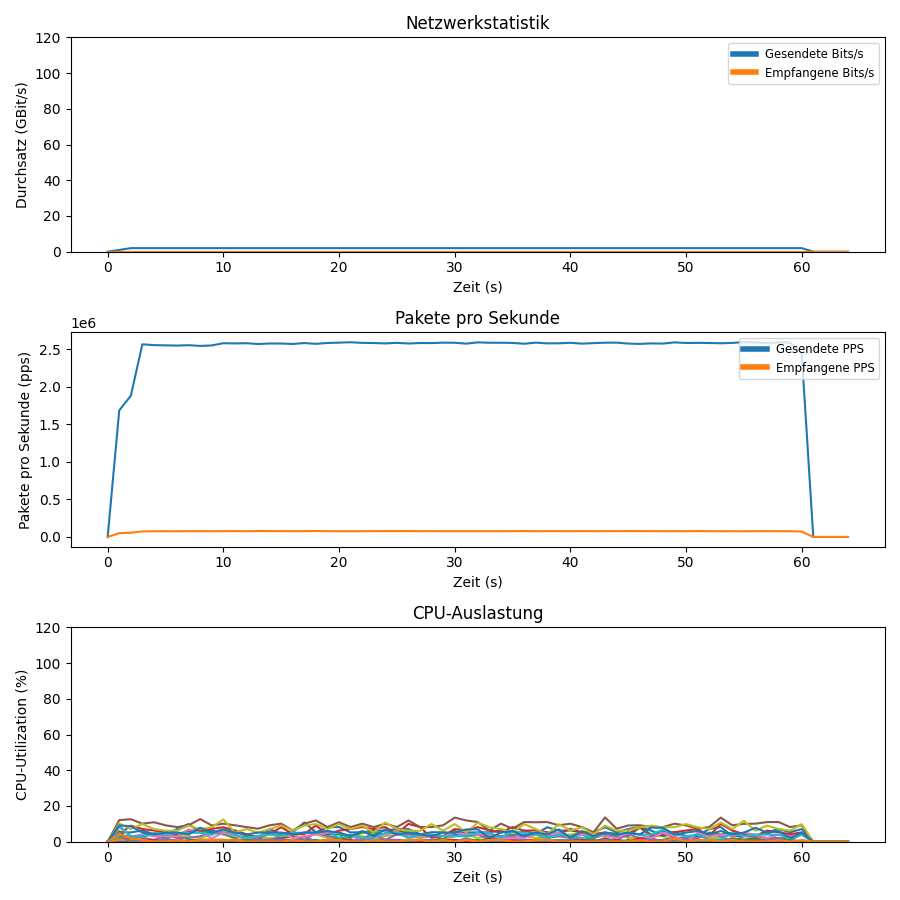 Netzwerkstatistik
120
100
80
60
40
20
0
Durchsatz (GBit/s)
Gesendete Bits/s
Empfangene Bits/s
0 10 20 30 40 50 60
Zeit (s)
1e6
Pakete pro Sekunde
2.5
2.0
1.5
1.0
0.5
0.0
Pakete pro Sekunde (pps)
Gesendete PPS
Empfangene PPS
0 10 20 30 40 50 60
Zeit (s)
CPU-Auslastung
120
100
80
60
40
20
0
CPU-Utilization (%)
0 10 20 30 40 50 60
Zeit (s)